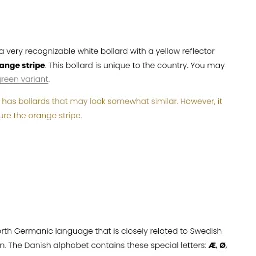 a very recognizable white bollard with a yellow reflector
ange stripe. This bollard is unique to the country. You may
green variant.
has bollards that may look somewhat similar. However, it
ure the orange stripe.
rth Germanic language that is closely related to Swedish
n. The Danish alphabet contains these special letters: Æ, Ø,